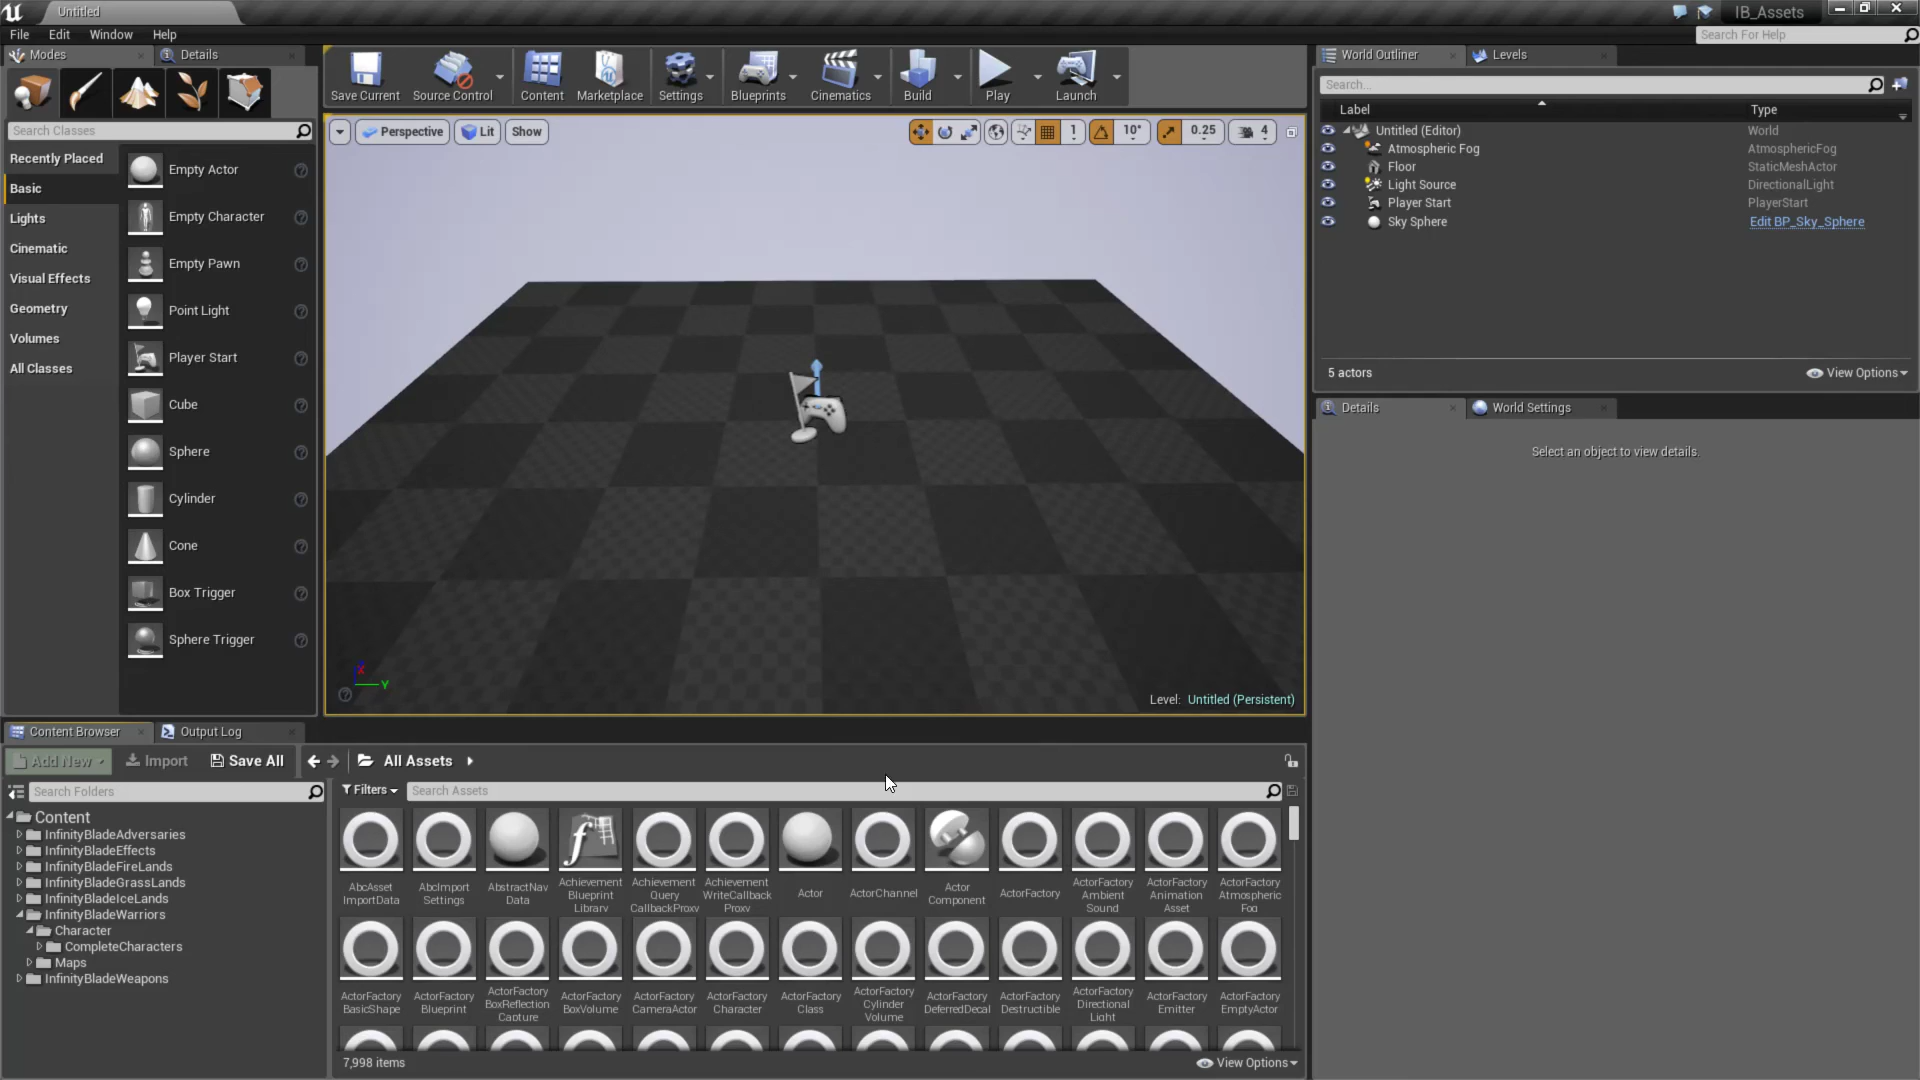 Untitled
IB_Assets
File Edit Window Help
Search For Help
Modes
Details
Save Current
Source Control
Content
Marketplace
Settings
Blueprints
Cinematics
Build
Play
Launch
World Outliner
Levels
Search...
Label
Type
Search Classes
Perspective
Lit
Show
1
10°
0.25
4
Untitled (Editor) World
Atmospheric Fog AtmosphericFog
Floor StaticMeshActor
Light Source DirectionalLight
Player Start PlayerStart
Sky Sphere Edit BP_Sky_Sphere
5 actors
View Options
Recently Placed
Basic
Lights
Cinematic
Visual Effects
Geometry
Volumes
All Classes
Empty Actor
Empty Character
Empty Pawn
Point Light
Player Start
Cube
Sphere
Cylinder
Cone
Box Trigger
Sphere Trigger
X
Y
Level: Untitled (Persistent)
Details
World Settings
Select an object to view details.
Content Browser
Output Log
Add New
Import
Save All
All Assets
Search Folders
Filters
Search Assets
Content
InfinityBladeAdversaries
InfinityBladeEffects
InfinityBladeFireLands
InfinityBladeGrassLands
InfinityBladeIceLands
InfinityBladeWarriors
Character
CompleteCharacters
Maps
InfinityBladeWeapons
AbcAsset
ImportData
AbcImport
Settings
AbstractNav
Data
Achievement
Blueprint
Library
Achievement
Query
CallbackProxy
Achievement
WriteCallback
Proxy
Actor
ActorChannel
Actor
Component
ActorFactory
ActorFactory
Ambient
Sound
ActorFactory
Animation
Asset
ActorFactory
Atmospheric
Fog
ActorFactory
BasicShape
ActorFactory
Blueprint
ActorFactory
BoxReflection
Capture
ActorFactory
BoxVolume
ActorFactory
CameraActor
ActorFactory
Character
ActorFactory
Class
ActorFactory
Cylinder
Volume
ActorFactory
DeferredDecal
ActorFactory
Destructible
ActorFactory
Directional
Light
ActorFactory
Emitter
ActorFactory
EmptyActor
7,998 items
View Options